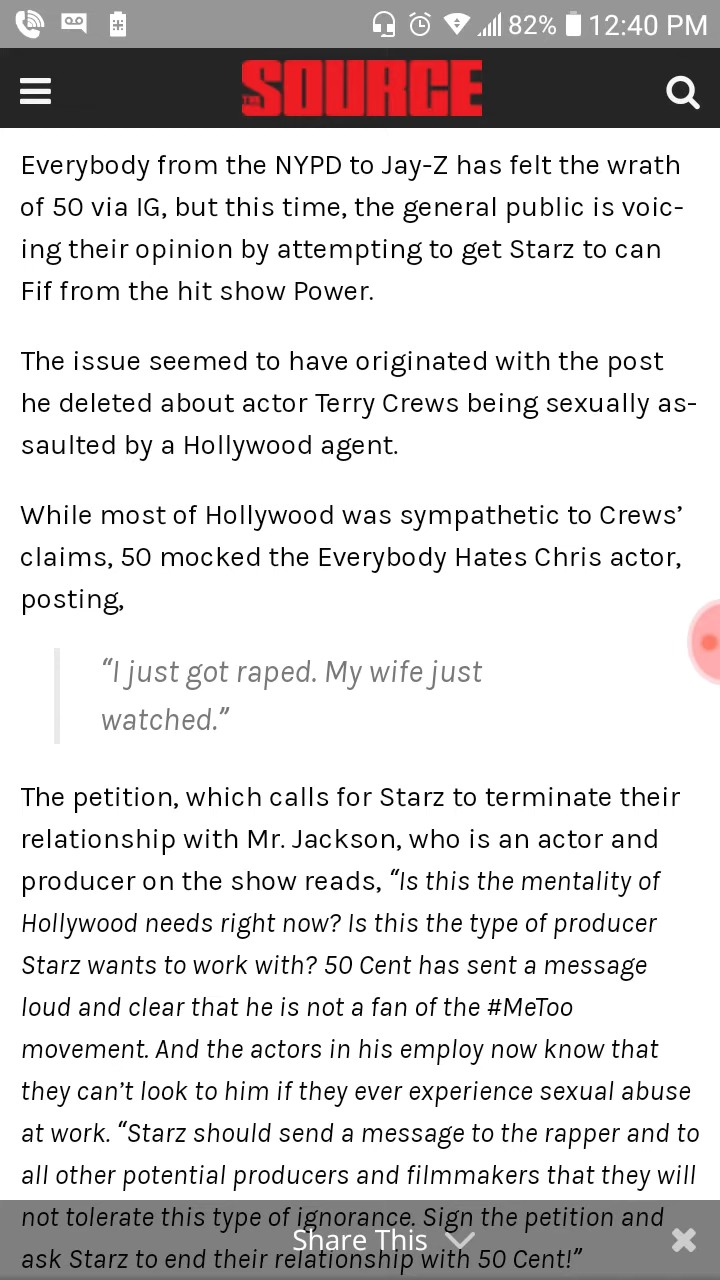 82% 12:40 PM
THE SOURCE
Everybody from the NYPD to Jay-Z has felt the wrath
of 50 via IG, but this time, the general public is voic-
ing their opinion by attempting to get Starz to can
Fif from the hit show Power.
The issue seemed to have originated with the post
he deleted about actor Terry Crews being sexually as-
saulted by a Hollywood agent.
While most of Hollywood was sympathetic to Crews’
claims, 50 mocked the Everybody Hates Chris actor,
posting,
“I just got raped. My wife just
watched.”
The petition, which calls for Starz to terminate their
relationship with Mr. Jackson, who is an actor and
producer on the show reads, “Is this the mentality of
Hollywood needs right now? Is this the type of producer
Starz wants to work with? 50 Cent has sent a message
loud and clear that he is not a fan of the #MeToo
movement. And the actors in his employ now know that
they can’t look to him if they ever experience sexual abuse
at work. “Starz should send a message to the rapper and to
all other potential producers and filmmakers that they will
not tolerate this type of ignorance. Sign the petition and
Share This
ask Starz to end their relationship with 50 Cent!”